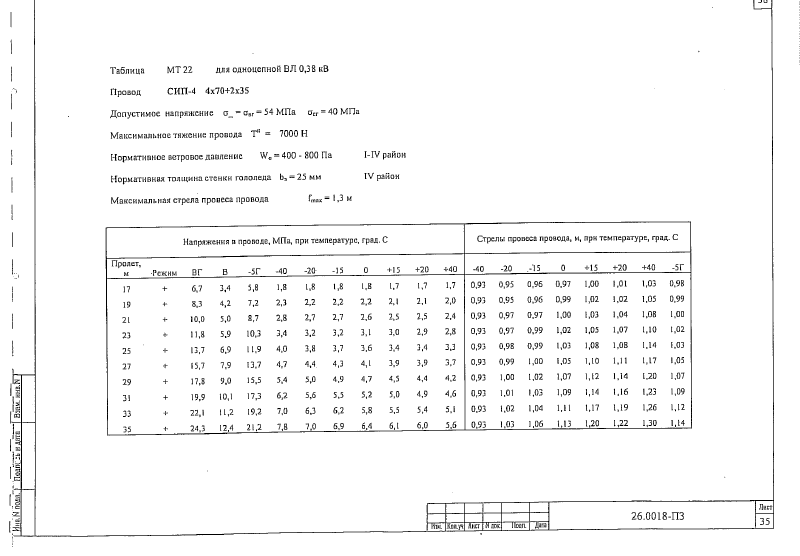 36
Таблица МТ 22 для одноцепной ВЛ 0,38 кВ
Провод СИП-4 4х70+2х35
Допустимое напряжение σ_ = σвг = 54 МПа σсг = 40 МПа
Максимальное тяжение провода Тп = 7000 Н
Нормативное ветровое давление Wo = 400 - 800 Па I-IV район
Нормативная толщина стенки гололеда bэ = 25 мм IV район
Максимальная стрела провеса провода fmax = 1,3 м
Напряжения в проводе, МПа, при температуре, град. С Стрелы провеса провода, м, при температуре, град. С
Пролет, м Режим ВГ В -5Г -40 -20 -15 0 +15 +20 +40 -40 -20 -15 0 +15 +20 +40 -5Г
17 + 6,7 3,4 5,8 1,8 1,8 1,8 1,8 1,7 1,7 1,7 0,93 0,95 0,96 0,97 1,00 1,01 1,03 0,98
19 + 8,3 4,2 7,2 2,3 2,2 2,2 2,2 2,1 2,1 2,0 0,93 0,95 0,96 0,99 1,02 1,02 1,05 0,99
21 + 10,0 5,0 8,7 2,8 2,7 2,7 2,6 2,5 2,5 2,4 0,93 0,97 0,97 1,00 1,03 1,04 1,08 1,00
23 + 11,8 5,9 10,3 3,4 3,2 3,2 3,1 3,0 2,9 2,8 0,93 0,97 0,99 1,02 1,05 1,07 1,10 1,02
25 + 13,7 6,9 11,9 4,0 3,8 3,7 3,6 3,4 3,4 3,3 0,93 0,98 0,99 1,03 1,08 1,08 1,14 1,03
27 + 15,7 7,9 13,7 4,7 4,4 4,3 4,1 3,9 3,9 3,7 0,93 0,99 1,00 1,05 1,10 1,11 1,17 1,05
29 + 17,8 9,0 15,5 5,4 5,0 4,9 4,7 4,5 4,4 4,2 0,93 1,00 1,02 1,07 1,12 1,14 1,20 1,07
31 + 19,9 10,1 17,3 6,2 5,6 5,5 5,2 5,0 4,9 4,6 0,93 1,01 1,03 1,09 1,14 1,16 1,23 1,09
33 + 22,1 11,2 19,2 7,0 6,3 6,2 5,8 5,5 5,4 5,1 0,93 1,02 1,04 1,11 1,17 1,19 1,26 1,12
35 + 24,3 12,4 21,2 7,8 7,0 6,9 6,4 6,1 6,0 5,6 0,93 1,03 1,06 1,13 1,20 1,22 1,30 1,14
Взам. инв.N
Подпись и дата
Инв.N подл.
Изм. Кол.уч Лист N док. Подп. Дата
26.0018-ПЗ
Лист
35